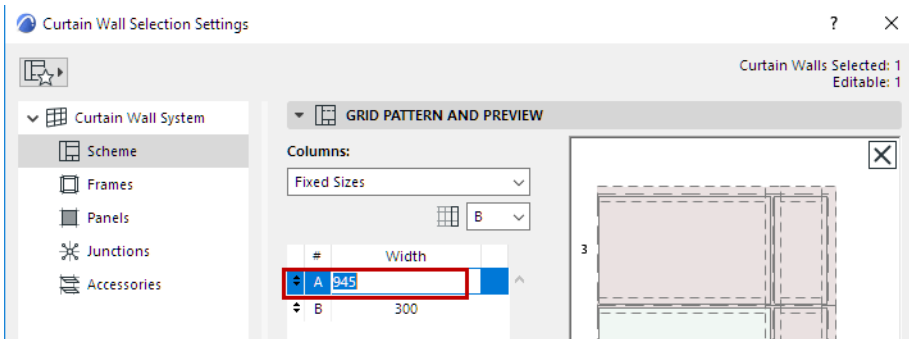 Curtain Wall Selection Settings
?
Curtain Walls Selected: 1
Editable: 1
Curtain Wall System
GRID PATTERN AND PREVIEW
Scheme
Columns:
Frames
Fixed Sizes
Panels
B
Junctions
# Width
3
Accessories
A 945
B 300